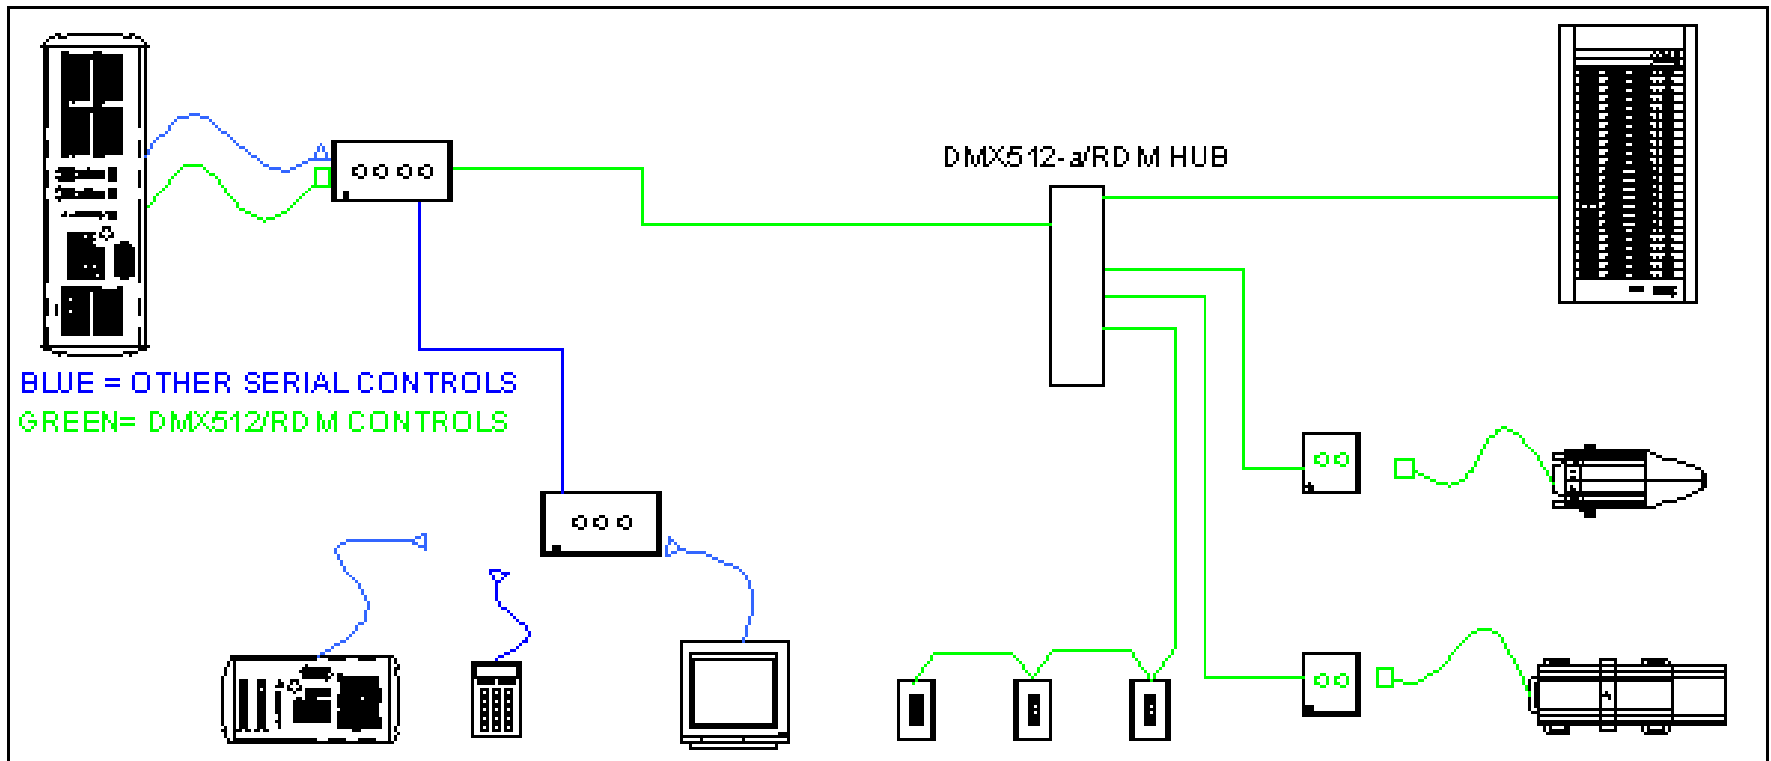 DMX512-a/RDM HUB
BLUE = OTHER SERIAL CONTROLS
GREEN= DMX512/RDM CONTROLS